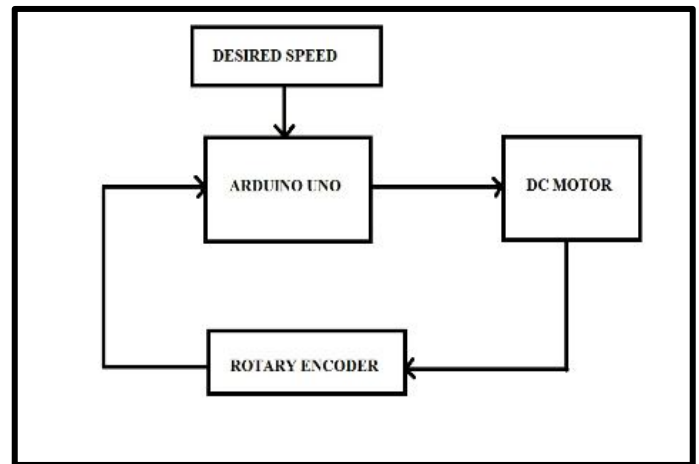 DESIRED SPEED
ARDUINO UNO
DC MOTOR
ROTARY ENCODER